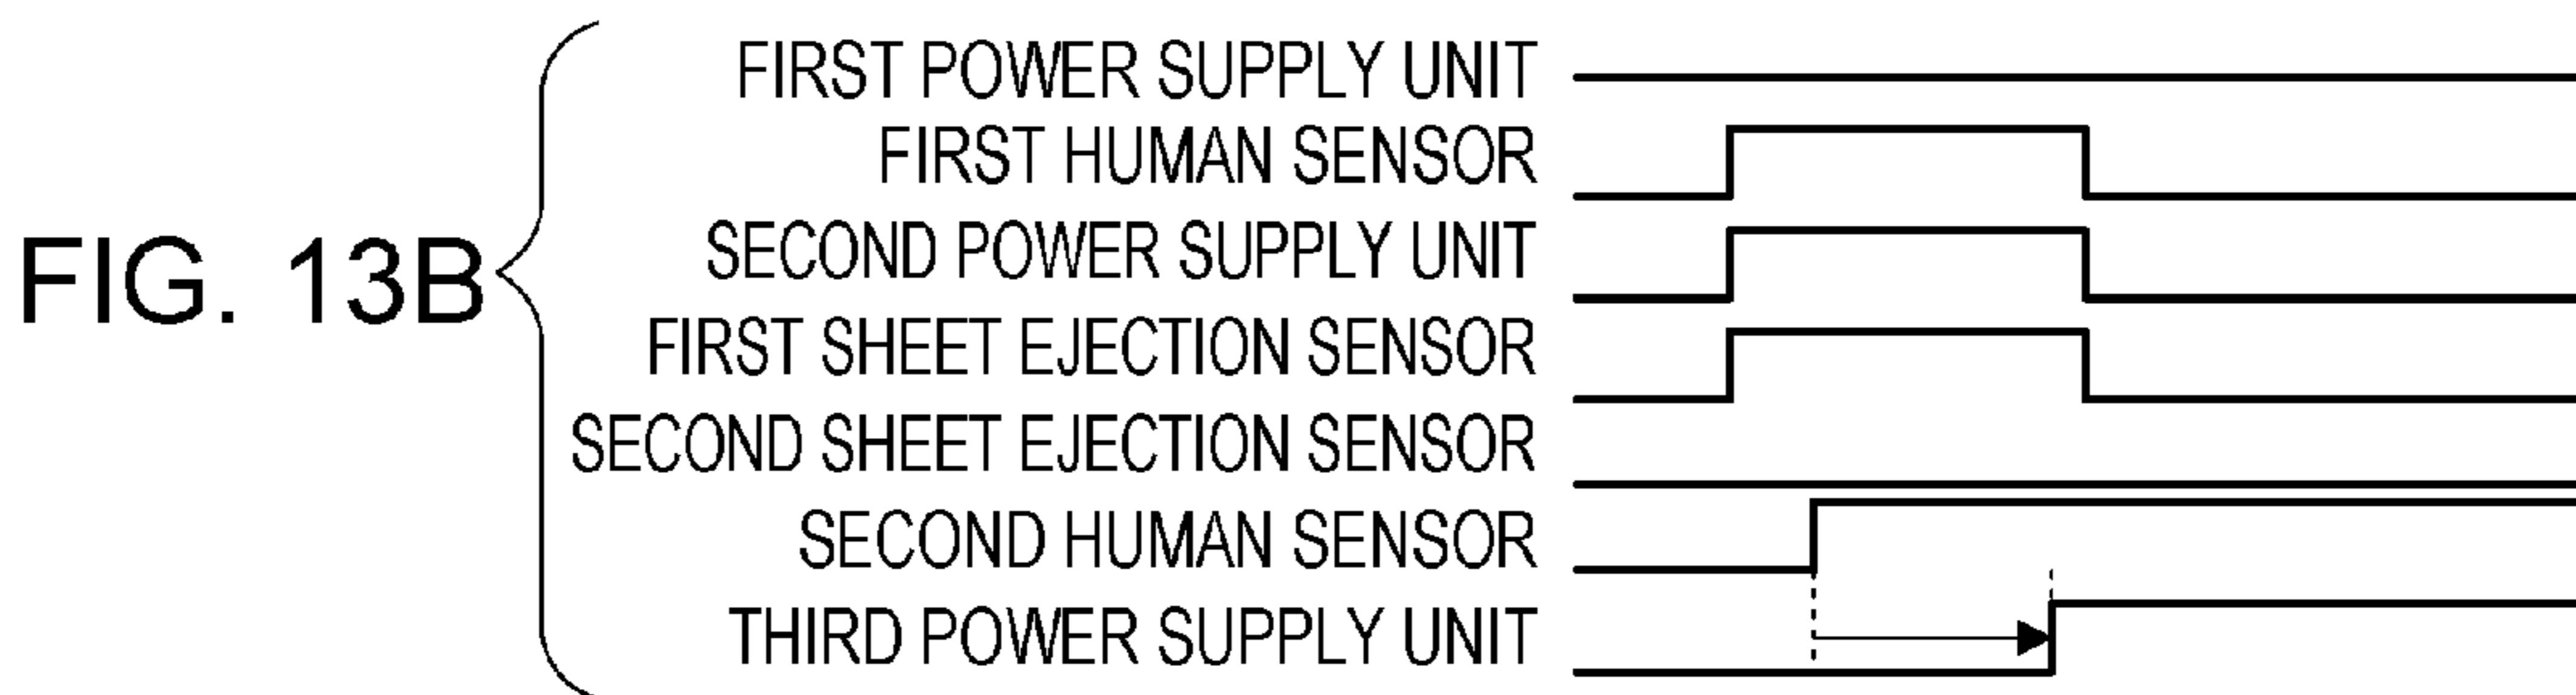 FIG. 13B
FIRST POWER SUPPLY UNIT
FIRST HUMAN SENSOR
SECOND POWER SUPPLY UNIT
FIRST SHEET EJECTION SENSOR
SECOND SHEET EJECTION SENSOR
SECOND HUMAN SENSOR
THIRD POWER SUPPLY UNIT